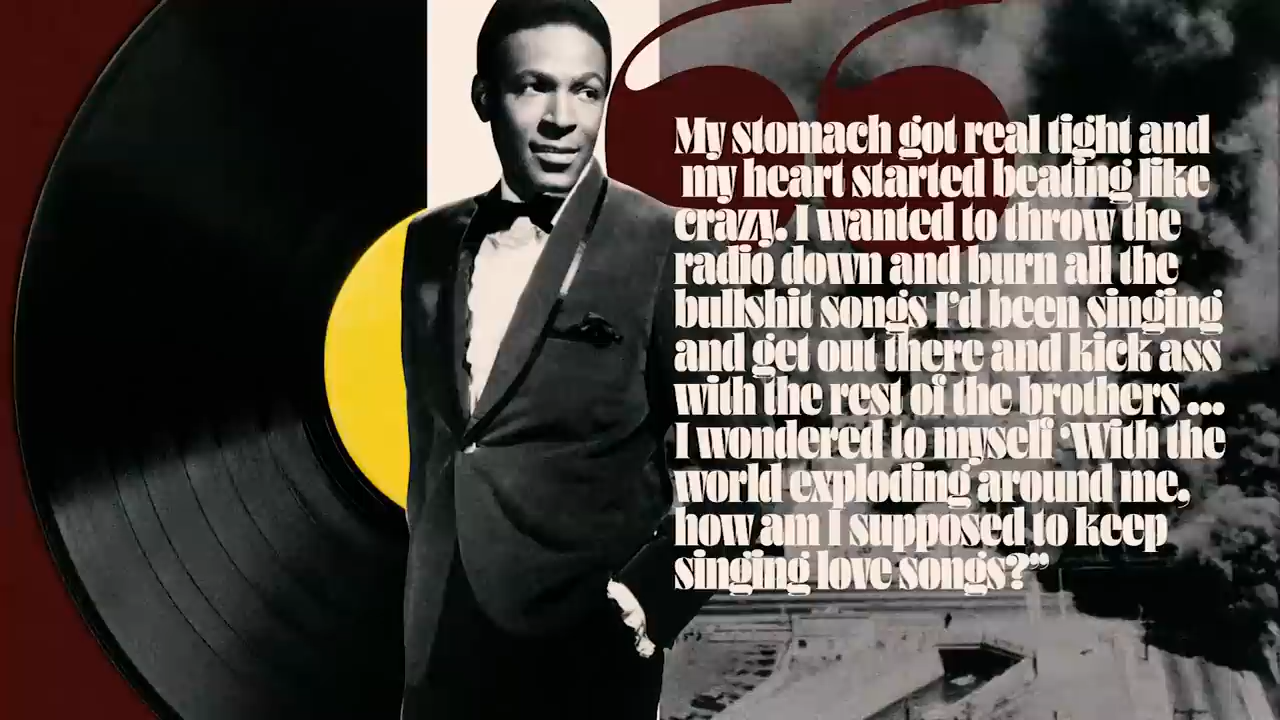 “
My stomach got real tight and
my heart started beating like
crazy. I wanted to throw the
radio down and burn all the
bullshit songs I'd been singing
and get out there and kick ass
with the rest of the brothers ...
I wondered to myself ‘With the
world exploding around me,
how am I supposed to keep
singing love songs?”